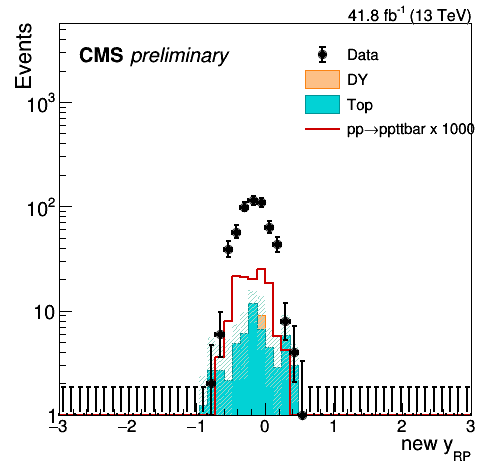 41.8 fb⁻¹ (13 TeV)
Events
CMS preliminary
Data
DY
Top
pp→ppttbar x 1000
10³
10²
10
1
−3 −2 −1 0 1 2 3
new y_RP